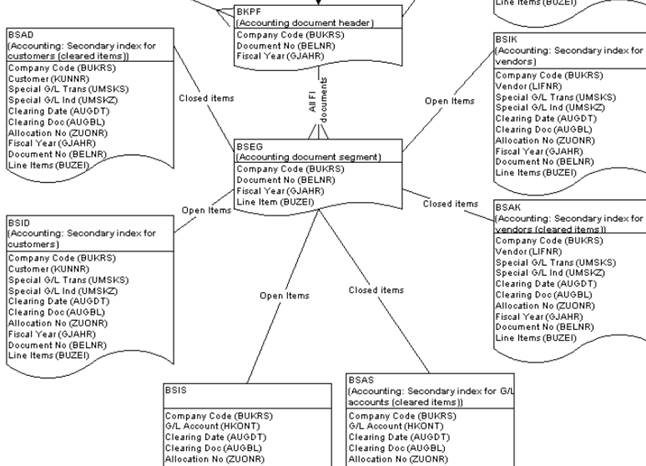 BKPF
(Accounting document header)
Company Code (BUKRS)
Document No (BELNR)
Fiscal Year (GJAHR)
Line Items (BUZEI)
BSAD
(Accounting: Secondary index for
customers (cleared items))
Company Code (BUKRS)
Customer (KUNNR)
Special G/L Trans (UMSKS)
Special G/L Ind (UMSKZ)
Clearing Date (AUGDT)
Clearing Doc (AUGBL)
Allocation No (ZUONR)
Fiscal Year (GJAHR)
Document No (BELNR)
Line Items (BUZEI)
Closed items
All FI
documents
Open Items
BSIK
(Accounting: Secondary index for
vendors)
Company Code (BUKRS)
Vendor (LIFNR)
Special G/L Trans (UMSKS)
Special G/L Ind (UMSKZ)
Clearing Date (AUGDT)
Clearing Doc (AUGBL)
Allocation No (ZUONR)
Fiscal Year (GJAHR)
Document No (BELNR)
Line Items (BUZEI)
BSEG
(Accounting document segment)
Company Code (BUKRS)
Document No (BELNR)
Fiscal Year (GJAHR)
Line Item (BUZEI)
Open Items
Closed items
BSID
(Accounting: Secondary index for
customers)
Company Code (BUKRS)
Customer (KUNNR)
Special G/L Trans (UMSKS)
Special G/L Ind (UMSKZ)
Clearing Date (AUGDT)
Clearing Doc (AUGBL)
Allocation No (ZUONR)
Fiscal Year (GJAHR)
Document No (BELNR)
Line Items (BUZEI)
BSAK
(Accounting: Secondary index for
vendors (cleared items))
Company Code (BUKRS)
Vendor (LIFNR)
Special G/L Trans (UMSKS)
Special G/L Ind (UMSKZ)
Clearing Date (AUGDT)
Clearing Doc (AUGBL)
Allocation No (ZUONR)
Fiscal Year (GJAHR)
Document No (BELNR)
Line Items (BUZEI)
Open Items
Closed items
BSIS
Company Code (BUKRS)
G/L Account (HKONT)
Clearing Date (AUGDT)
Clearing Doc (AUGBL)
Allocation No (ZUONR)
BSAS
(Accounting: Secondary index for G/L
accounts (cleared items))
Company Code (BUKRS)
G/L Account (HKONT)
Clearing Date (AUGDT)
Clearing Doc (AUGBL)
Allocation No (ZUONR)